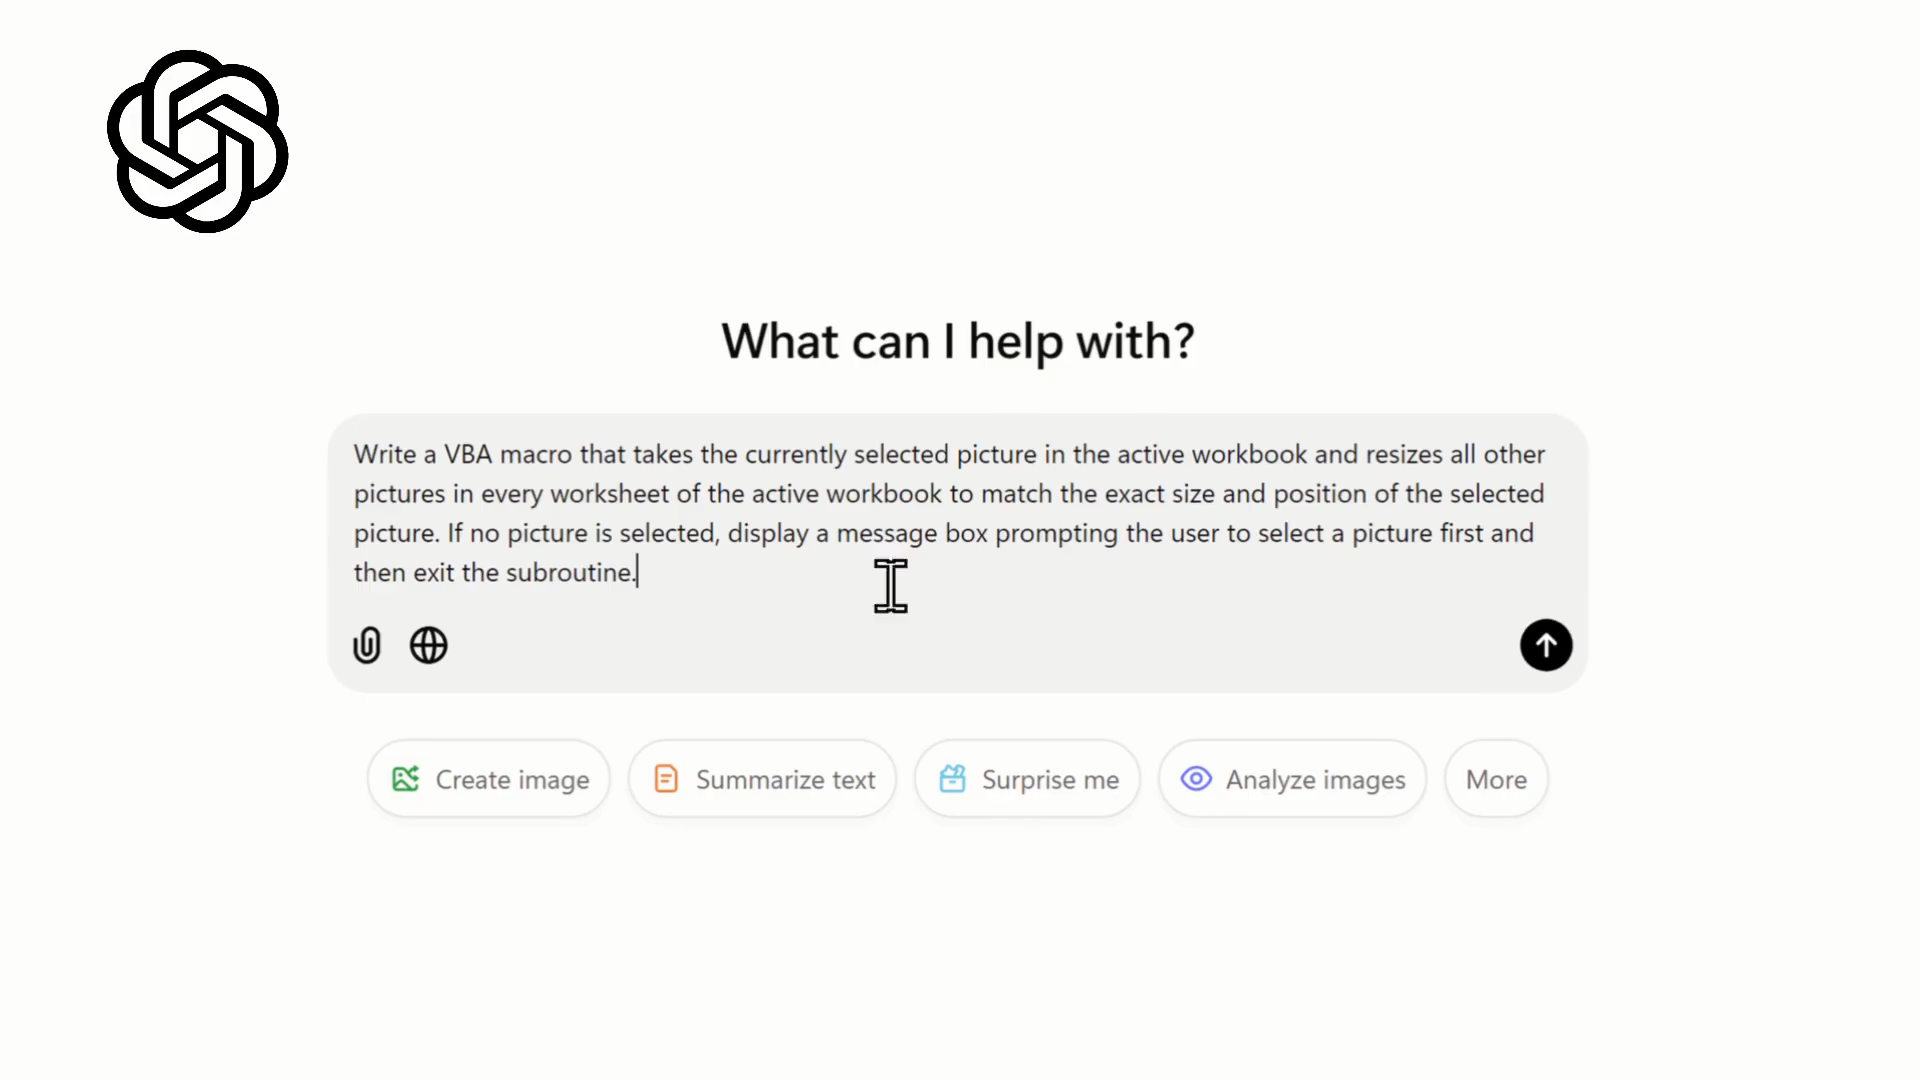 What can I help with?
Write a VBA macro that takes the currently selected picture in the active workbook and resizes all other
pictures in every worksheet of the active workbook to match the exact size and position of the selected
picture. If no picture is selected, display a message box prompting the user to select a picture first and
then exit the subroutine.
Create image
Summarize text
Surprise me
Analyze images
More